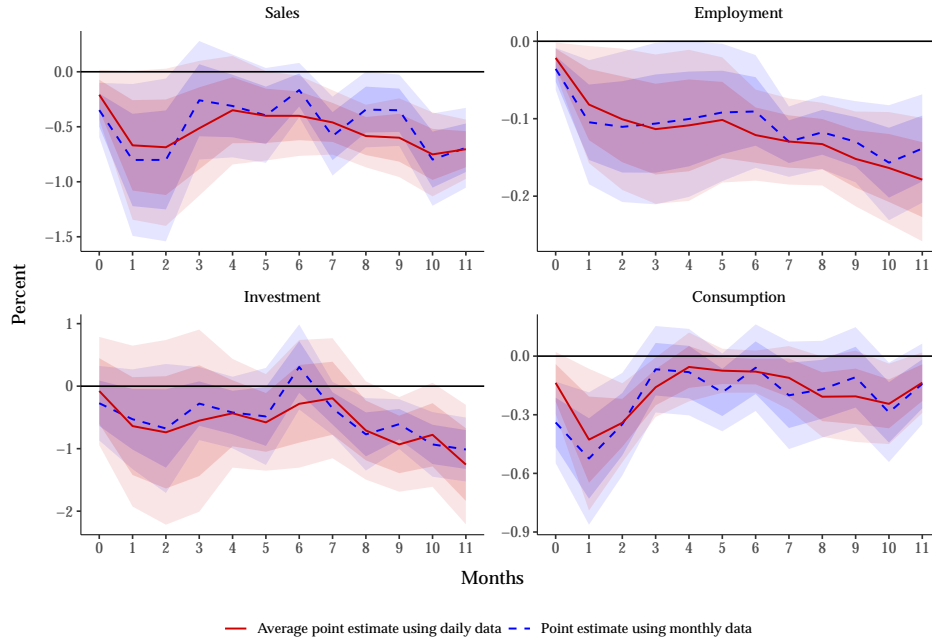 Sales
Employment
0.0
−0.5
−1.0
−1.5
0 1 2 3 4 5 6 7 8 9 10 11
0.0
−0.1
−0.2
0 1 2 3 4 5 6 7 8 9 10 11
Percent
Investment
Consumption
1
0
−1
−2
0 1 2 3 4 5 6 7 8 9 10 11
0.0
−0.3
−0.6
−0.9
0 1 2 3 4 5 6 7 8 9 10 11
Months
Average point estimate using daily data Point estimate using monthly data